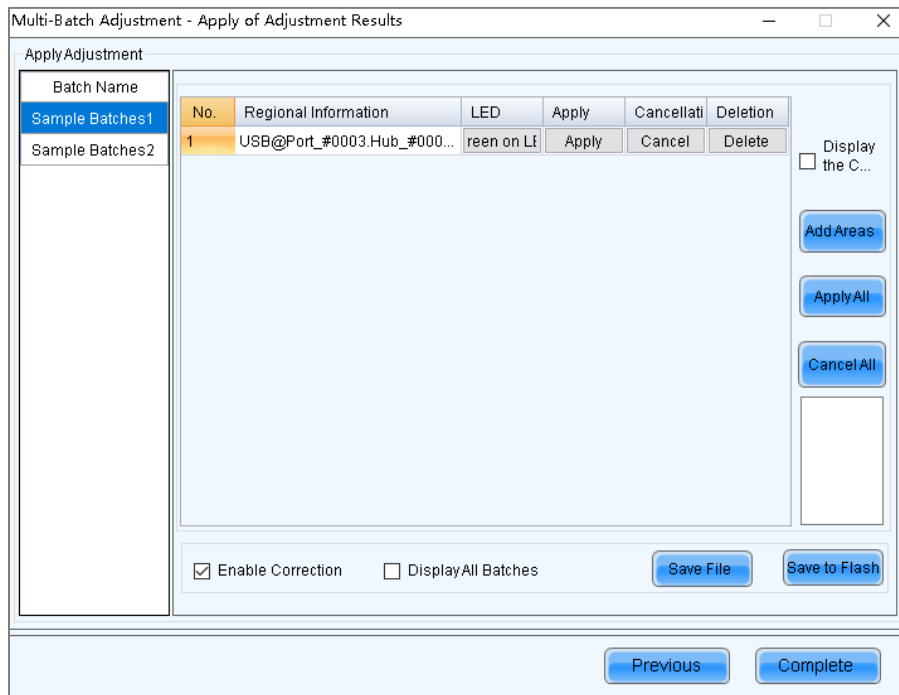 Multi-Batch Adjustment - Apply of Adjustment Results
Apply Adjustment
Batch Name
Sample Batches1
Sample Batches2
No. Regional Information LED Apply Cancellati Deletion
1 USB@Port_#0003.Hub_#000... reen on LE Apply Cancel Delete
Display
the C...
Add Areas
Apply All
Cancel All
Enable Correction Display All Batches Save File Save to Flash
Previous Complete